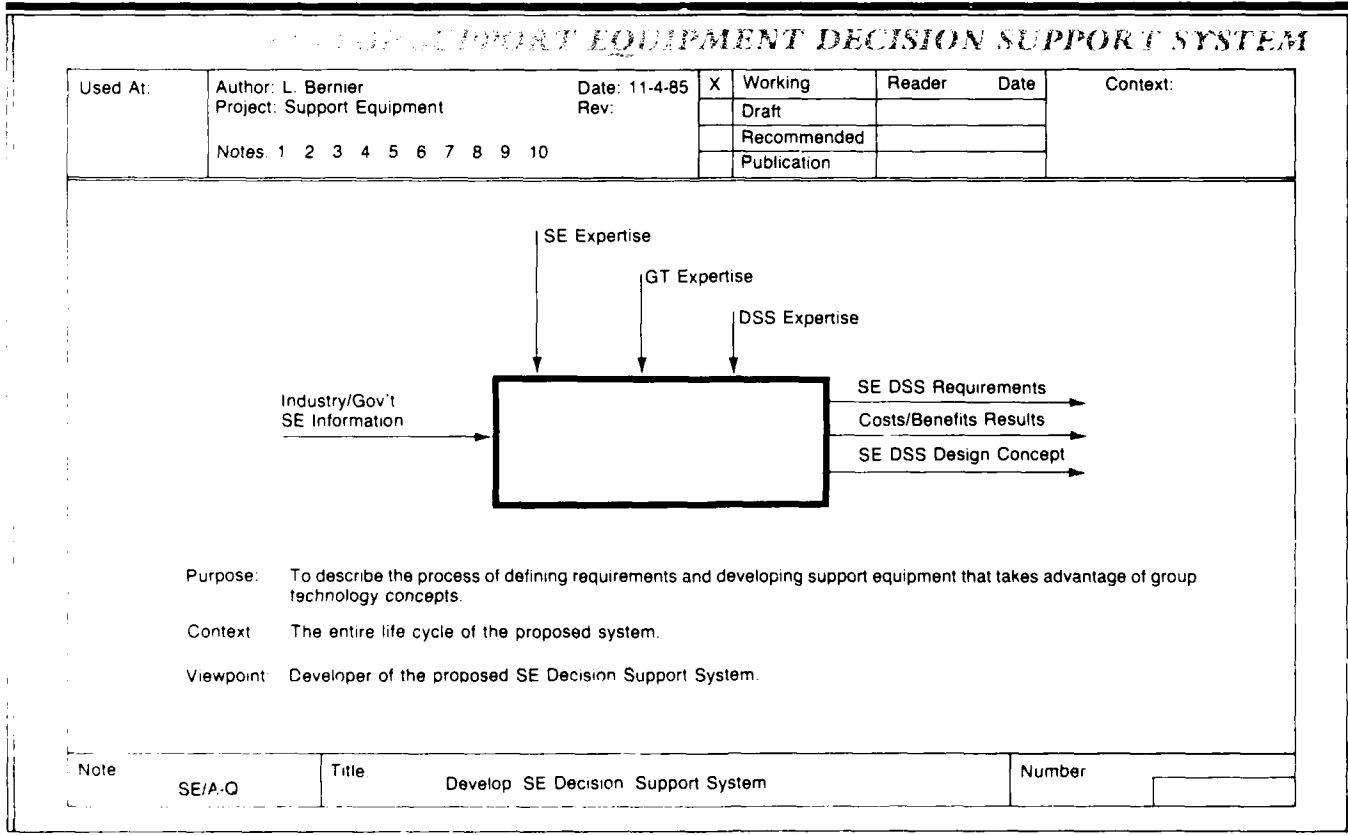 SUPPORT EQUIPMENT DECISION SUPPORT SYSTEM
Used At:
Author: L. Bernier
Date: 11-4-85
Project: Support Equipment
Rev:
Notes. 1 2 3 4 5 6 7 8 9 10
X Working
Draft
Recommended
Publication
Reader Date
Context:
SE Expertise
GT Expertise
DSS Expertise
Industry/Gov't
SE Information
SE DSS Requirements
Costs/Benefits Results
SE DSS Design Concept
Purpose: To describe the process of defining requirements and developing support equipment that takes advantage of group
technology concepts.
Context The entire life cycle of the proposed system.
Viewpoint: Developer of the proposed SE Decision Support System.
Note
SE/A-Q
Title
Develop SE Decision Support System
Number